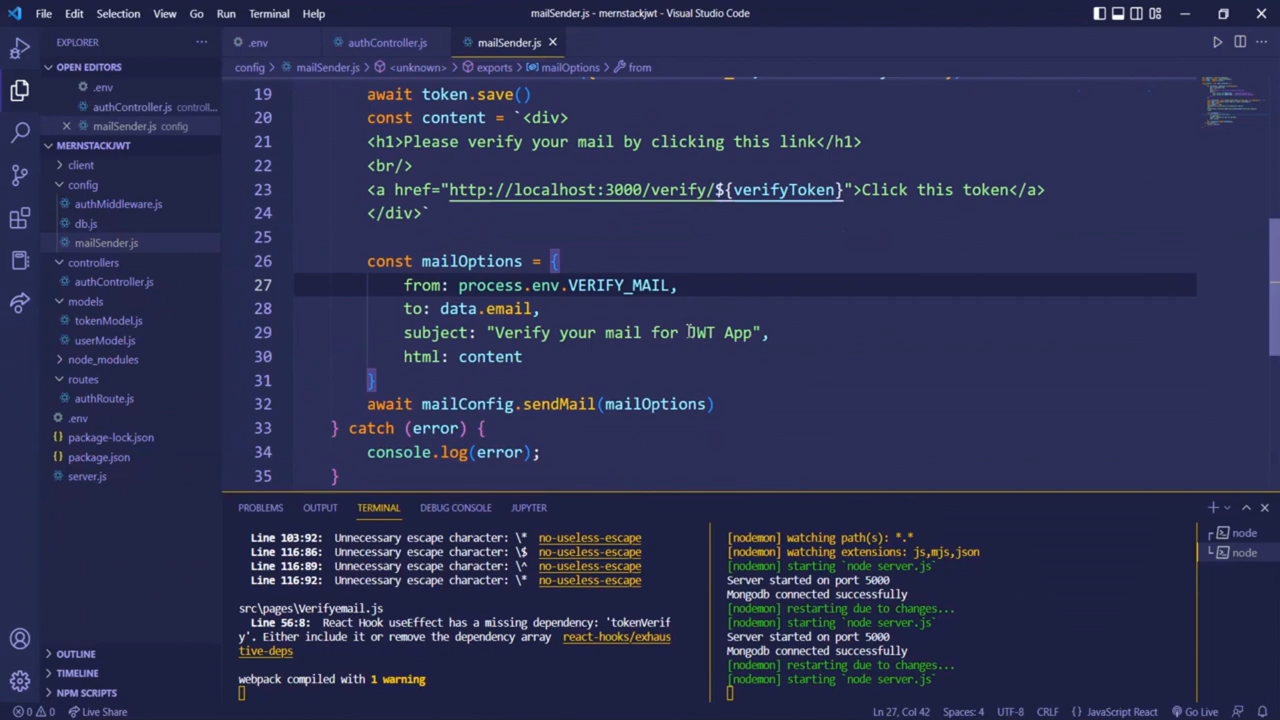 File Edit Selection View Go Run Terminal Help
mailSender.js - mernstackjwt - Visual Studio Code
EXPLORER
OPEN EDITORS
.env
authController.js controll...
mailSender.js config
MERNSTACKJWT
client
config
authMiddleware.js
db.js
mailSender.js
controllers
authController.js
models
tokenModel.js
userModel.js
node_modules
routes
authRoute.js
.env
package-lock.json
package.json
server.js
OUTLINE
TIMELINE
NPM SCRIPTS
.env authController.js mailSender.js
config > mailSender.js > <unknown> > exports > mailOptions > from
19 await token.save()
20 const content = `<div>
21 <h1>Please verify your mail by clicking this link</h1>
22 <br/>
23 <a href="http://localhost:3000/verify/${verifyToken}">Click this token</a>
24 </div>`
25
26 const mailOptions = {
27 from: process.env.VERIFY_MAIL,
28 to: data.email,
29 subject: "Verify your mail for JWT App",
30 html: content
31 }
32 await mailConfig.sendMail(mailOptions)
33 } catch (error) {
34 console.log(error);
35 }
PROBLEMS OUTPUT TERMINAL DEBUG CONSOLE JUPYTER
Line 103:92: Unnecessary escape character: \* no-useless-escape
Line 116:86: Unnecessary escape character: \$ no-useless-escape
Line 116:89: Unnecessary escape character: \^ no-useless-escape
Line 116:92: Unnecessary escape character: \* no-useless-escape
src\pages\Verifyemail.js
Line 56:8: React Hook useEffect has a missing dependency: 'tokenVerif
y'. Either include it or remove the dependency array react-hooks/exhaus
tive-deps
webpack compiled with 1 warning
[nodemon] watching path(s): *.*
[nodemon] watching extensions: js,mjs,json
[nodemon] starting `node server.js`
Server started on port 5000
Mongodb connected successfully
[nodemon] restarting due to changes...
[nodemon] starting `node server.js`
Server started on port 5000
Mongodb connected successfully
[nodemon] restarting due to changes...
[nodemon] starting `node server.js`
node
node
0 0 Live Share
Ln 27, Col 42 Spaces: 4 UTF-8 CRLF {} JavaScript React Go Live